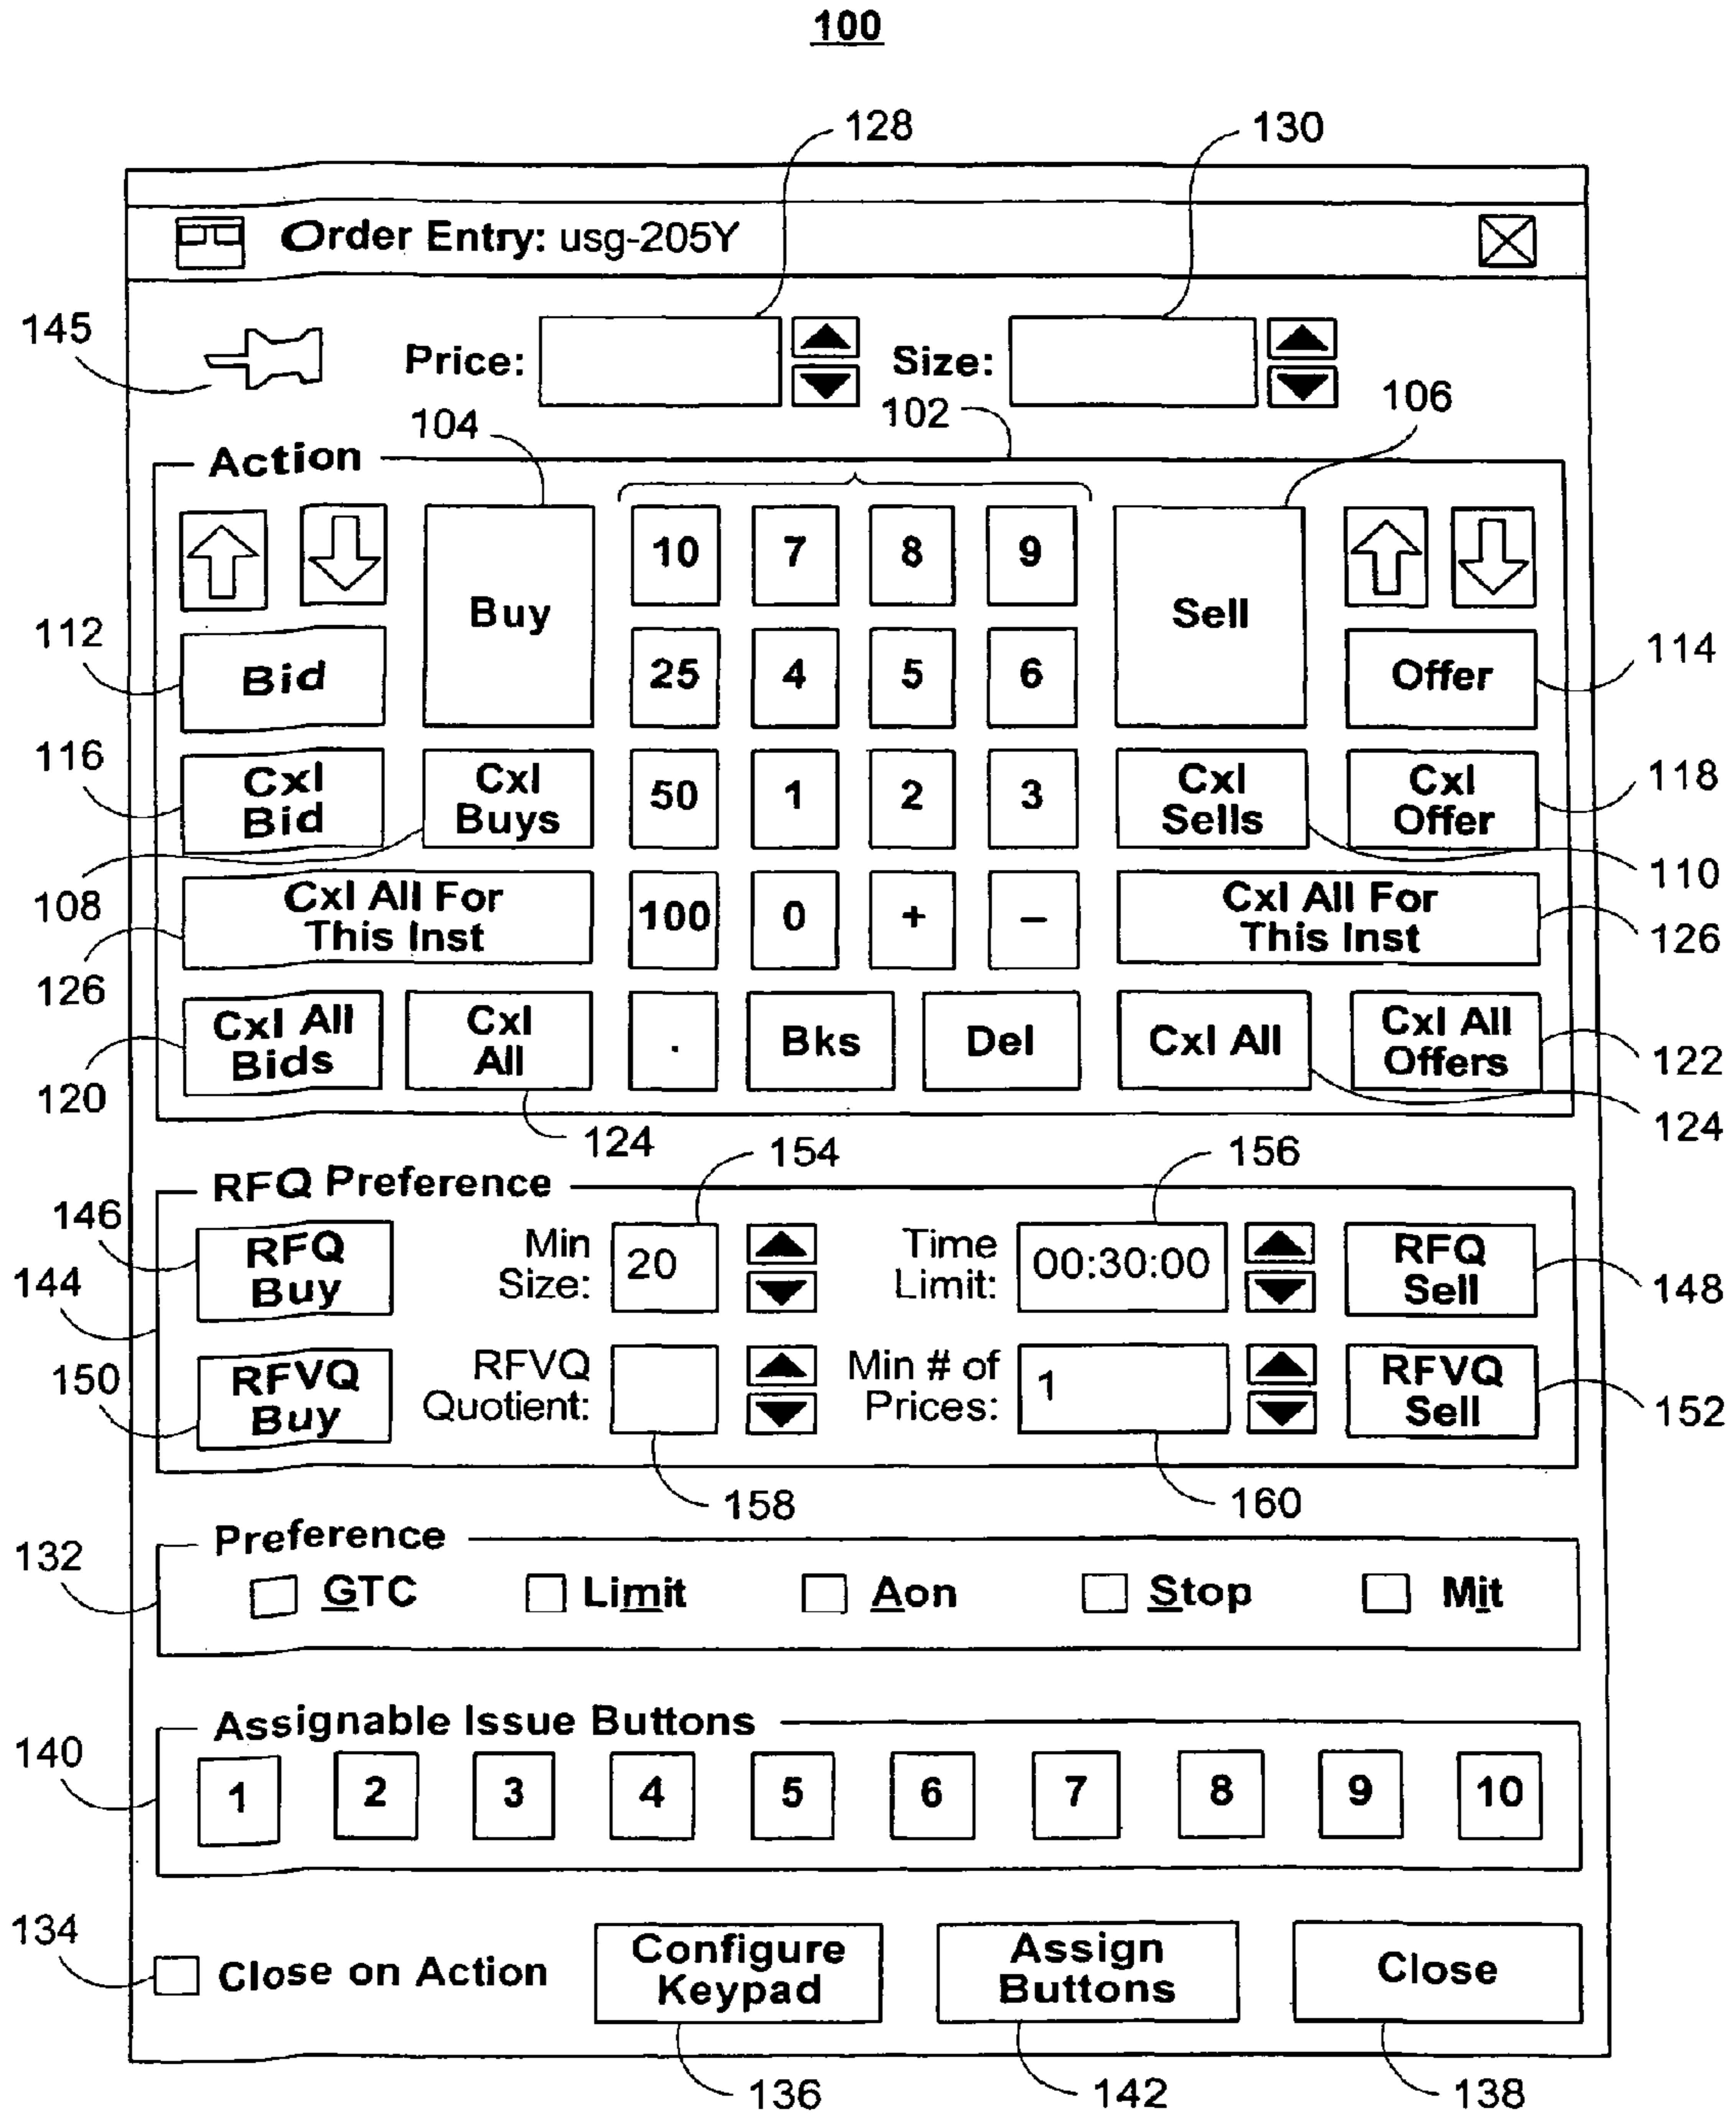 100
128
130
Order Entry: usg-205Y
145
Price:
Size:
104
102
106
Action
10 7 8 9
Buy
Sell
112
Bid
25 4 5 6
Offer
114
116
Cxl Bid
Cxl Buys
50 1 2 3
Cxl Sells
Cxl Offer
118
108
Cxl All For This Inst
100 0 + –
Cxl All For This Inst
110
126
126
Cxl All Bids
Cxl All
. Bks Del
Cxl All
Cxl All Offers
122
120
124
124
154
156
RFQ Preference
146
RFQ Buy
Min Size:
20
Time Limit:
00:30:00
RFQ Sell
148
144
150
RFVQ Buy
RFVQ Quotient:
Min # of Prices:
1
RFVQ Sell
152
158
160
Preference
132
GTC Limit Aon Stop Mit
Assignable Issue Buttons
140
1 2 3 4 5 6 7 8 9 10
134
Close on Action
Configure Keypad
Assign Buttons
Close
136
142
138